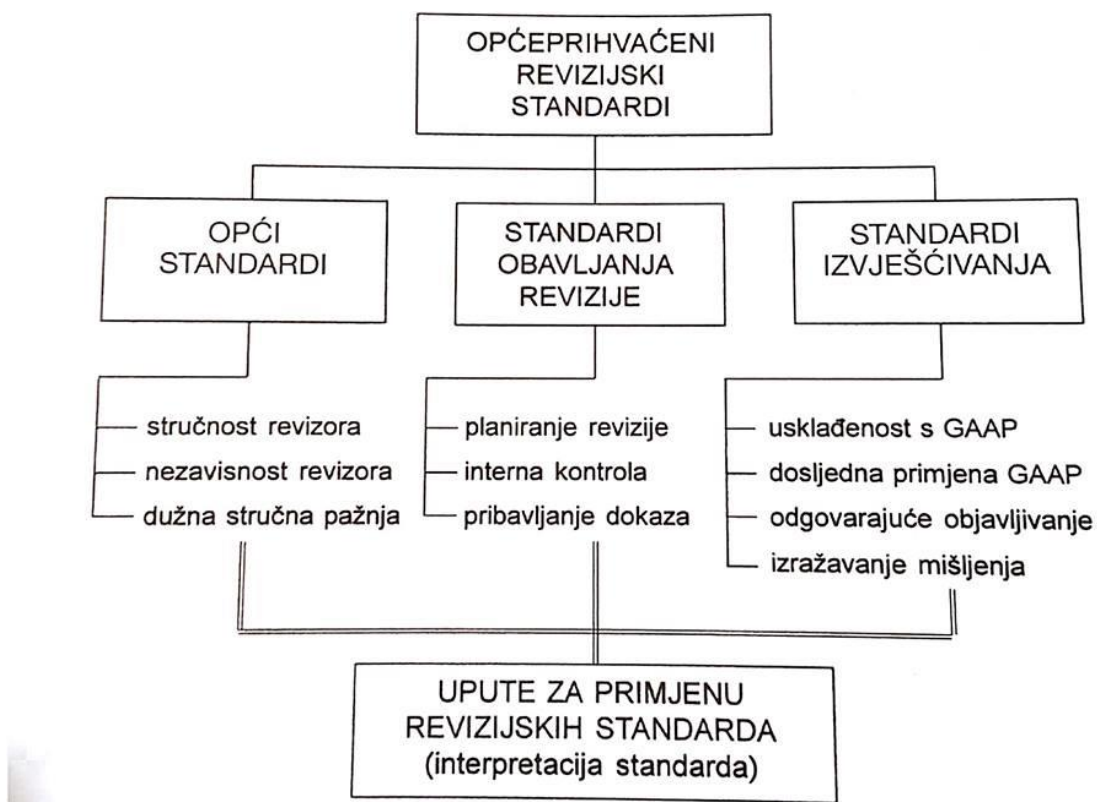 OPĆEPRIHVAĆENI
REVIZIJSKI
STANDARDI
OPĆI
STANDARDI
STANDARDI
OBAVLJANJA
REVIZIJE
STANDARDI
IZVJEŠĆIVANJA
stručnost revizora
nezavisnost revizora
dužna stručna pažnja
planiranje revizije
interna kontrola
pribavljanje dokaza
usklađenost s GAAP
dosljedna primjena GAAP
odgovarajuće objavljivanje
izražavanje mišljenja
UPUTE ZA PRIMJENU
REVIZIJSKIH STANDARDA
(interpretacija standarda)